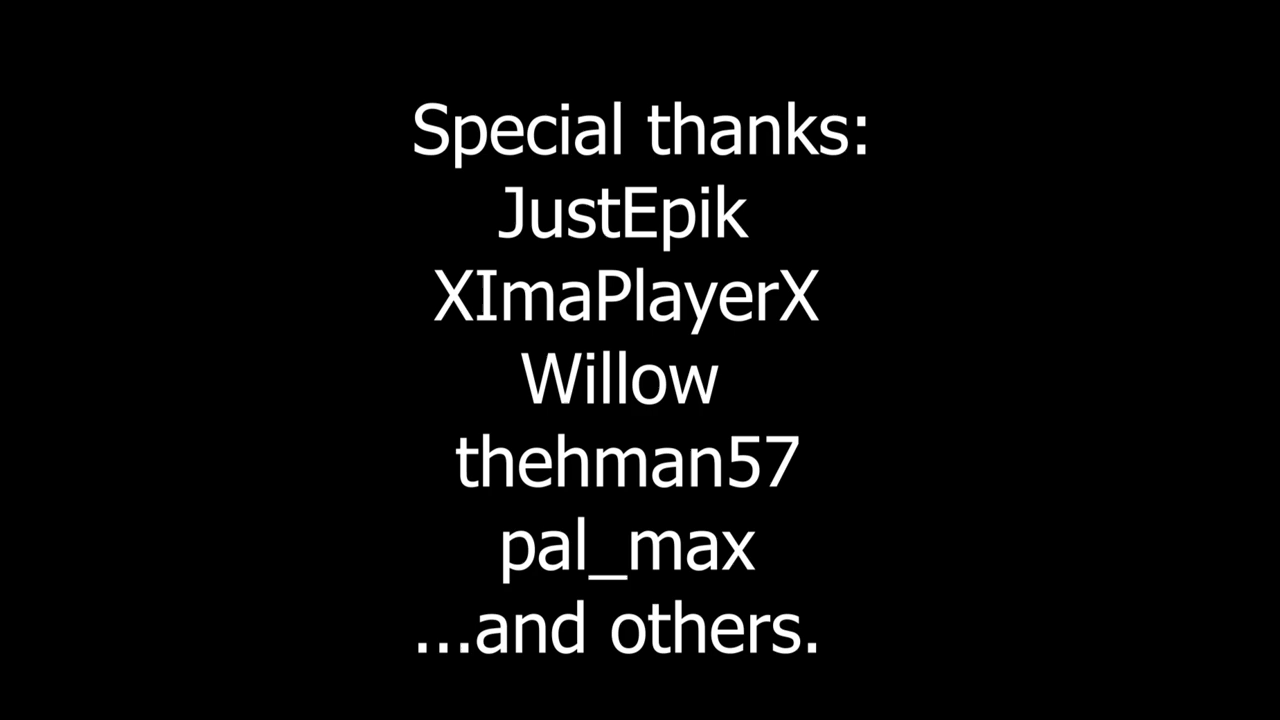 Special thanks:
JustEpik
XImaPlayerX
Willow
thehman57
pal_max
...and others.